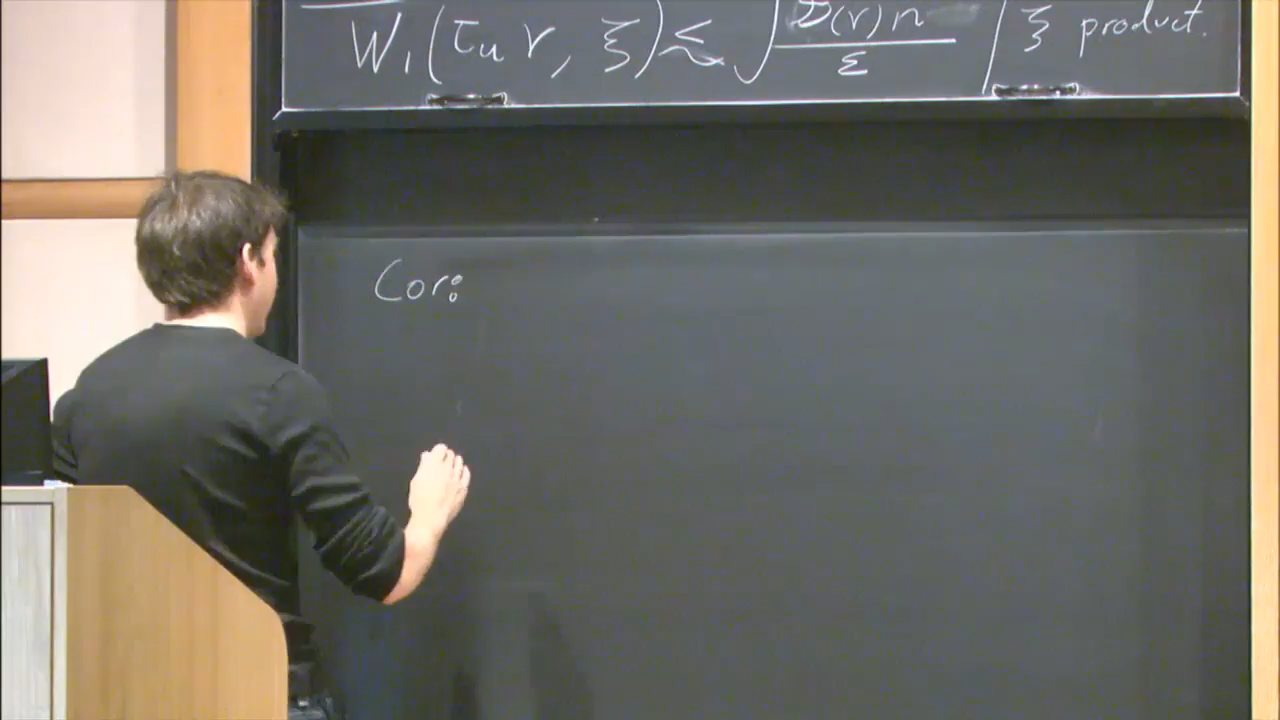 W₁(τᵤ ν, ξ) ≲ √(𝒟(ν)n / ε) | ξ product.
Cor: